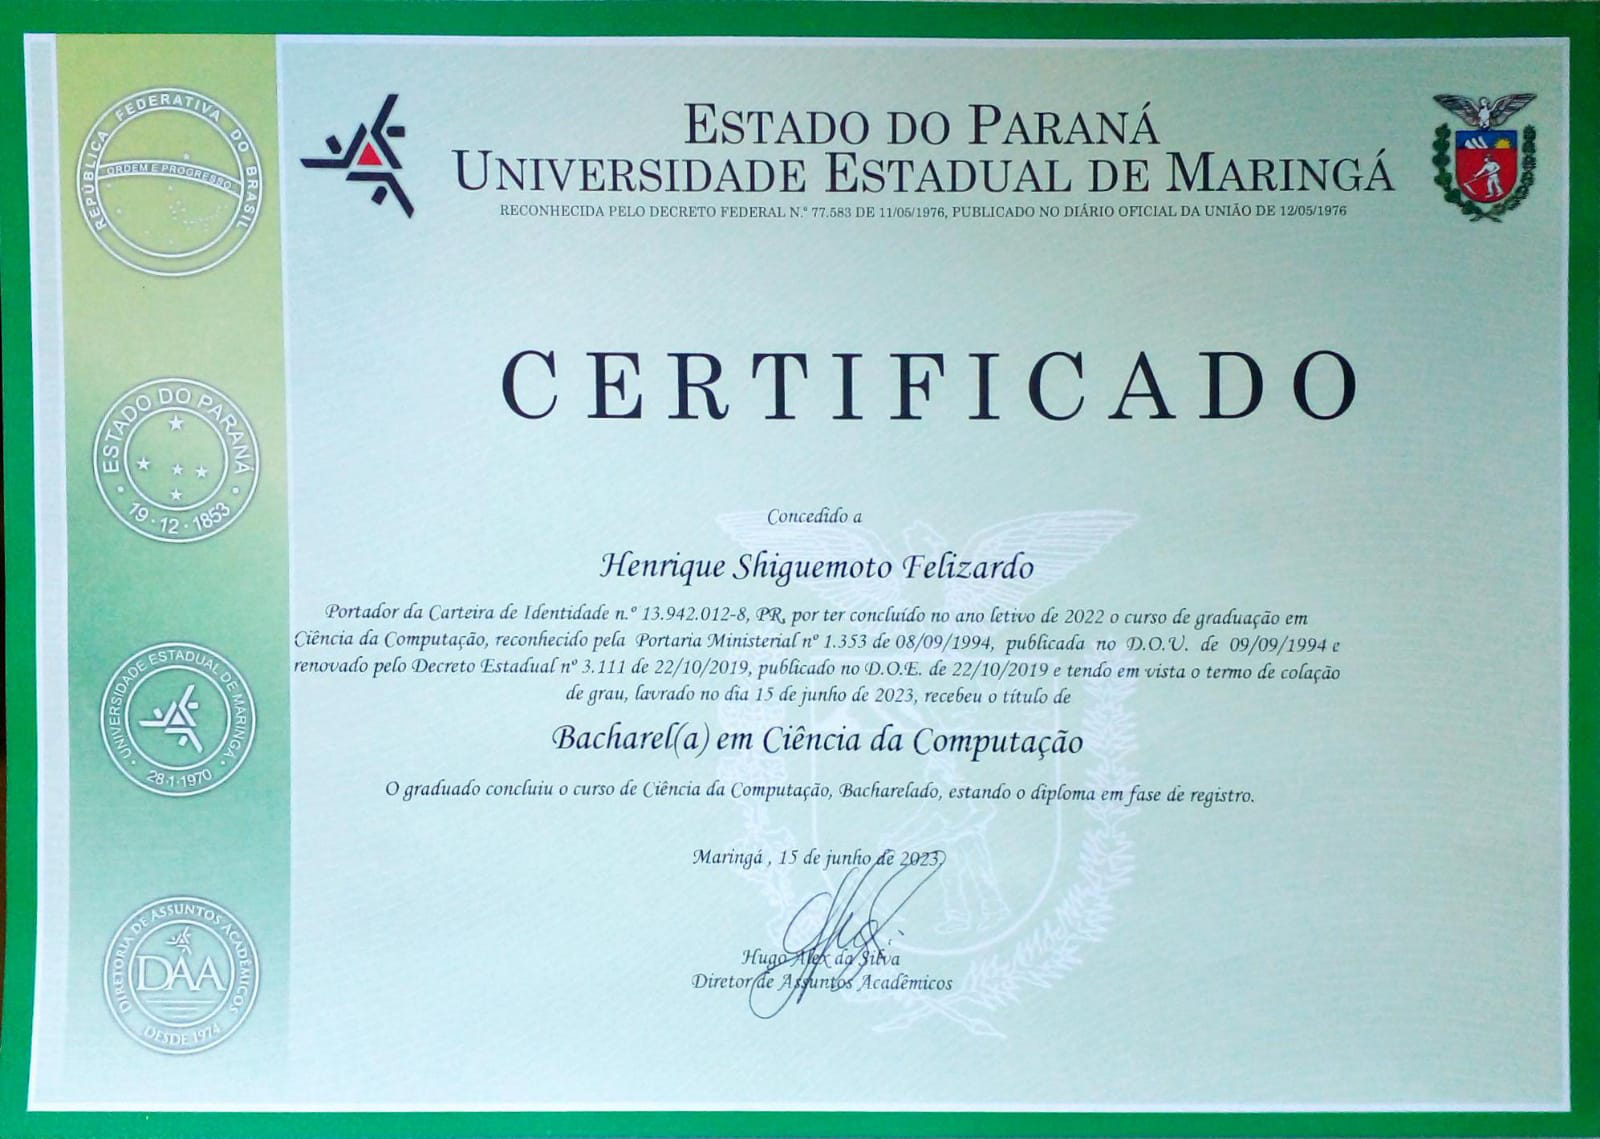 ESTADO DO PARANÁ
UNIVERSIDADE ESTADUAL DE MARINGÁ
RECONHECIDA PELO DECRETO FEDERAL N.º 77.583 DE 11/05/1976, PUBLICADO NO DIÁRIO OFICIAL DA UNIÃO DE 12/05/1976
REPÚBLICA FEDERATIVA DO BRASIL
ORDEM E PROGRESSO
CERTIFICADO
ESTADO DO PARANÁ
19·12·1853
Concedido a
Henrique Shiguemoto Felizardo
Portador da Carteira de Identidade n.º 13.942.012-8, PR, por ter concluído no ano letivo de 2022 o curso de graduação em
Ciência da Computação, reconhecido pela Portaria Ministerial nº 1.353 de 08/09/1994, publicada no D.O.U. de 09/09/1994 e
renovado pelo Decreto Estadual nº 3.111 de 22/10/2019, publicado no D.O.E. de 22/10/2019 e tendo em vista o termo de colação
de grau, lavrado no dia 15 de junho de 2023, recebeu o título de
Bacharel(a) em Ciência da Computação
O graduado concluiu o curso de Ciência da Computação, Bacharelado, estando o diploma em fase de registro.
UNIVERSIDADE ESTADUAL DE MARINGÁ
28·1·1970
Maringá , 15 de junho de 2023
Hugo Alex da Silva
Diretor de Assuntos Acadêmicos
DIRETORIA DE ASSUNTOS ACADÊMICOS
DAA
DESDE 1974